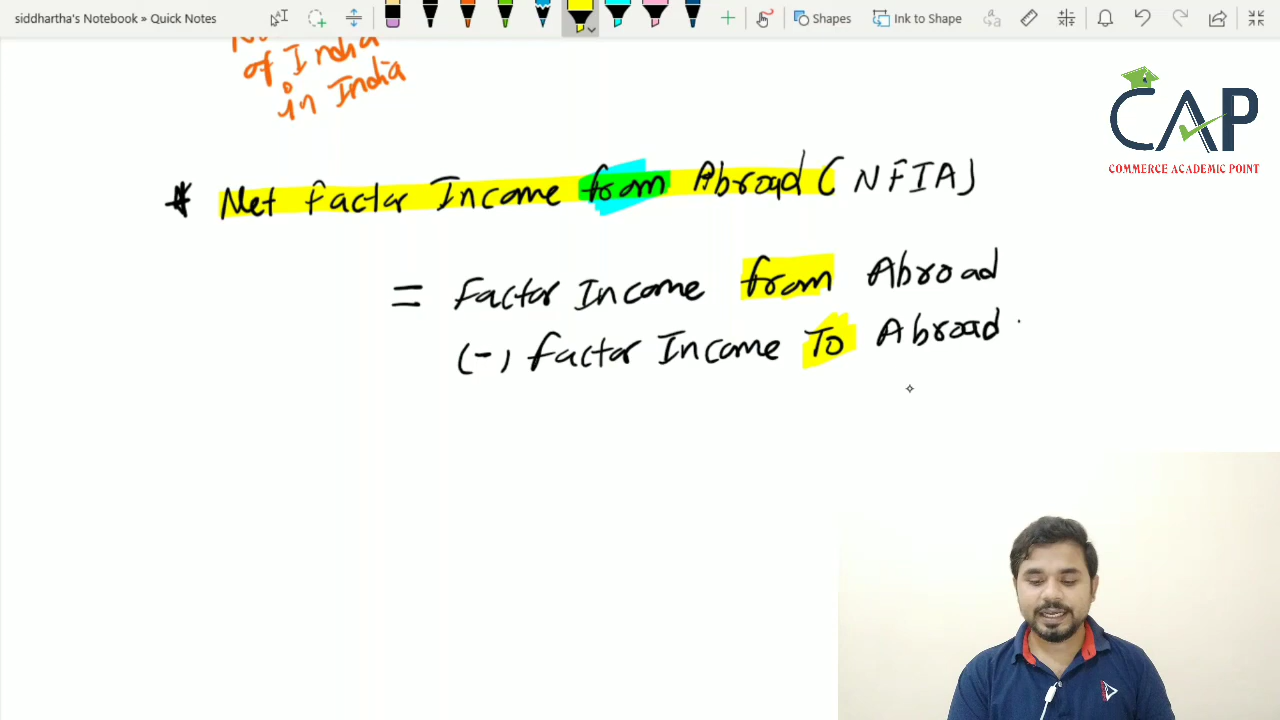 siddhartha's Notebook » Quick Notes
Shapes
Ink to Shape
of India
in India
CAP
COMMERCE ACADEMIC POINT
* Net Factor Income from Abroad (NFIA)
= Factor Income from Abroad
(-) Factor Income To Abroad